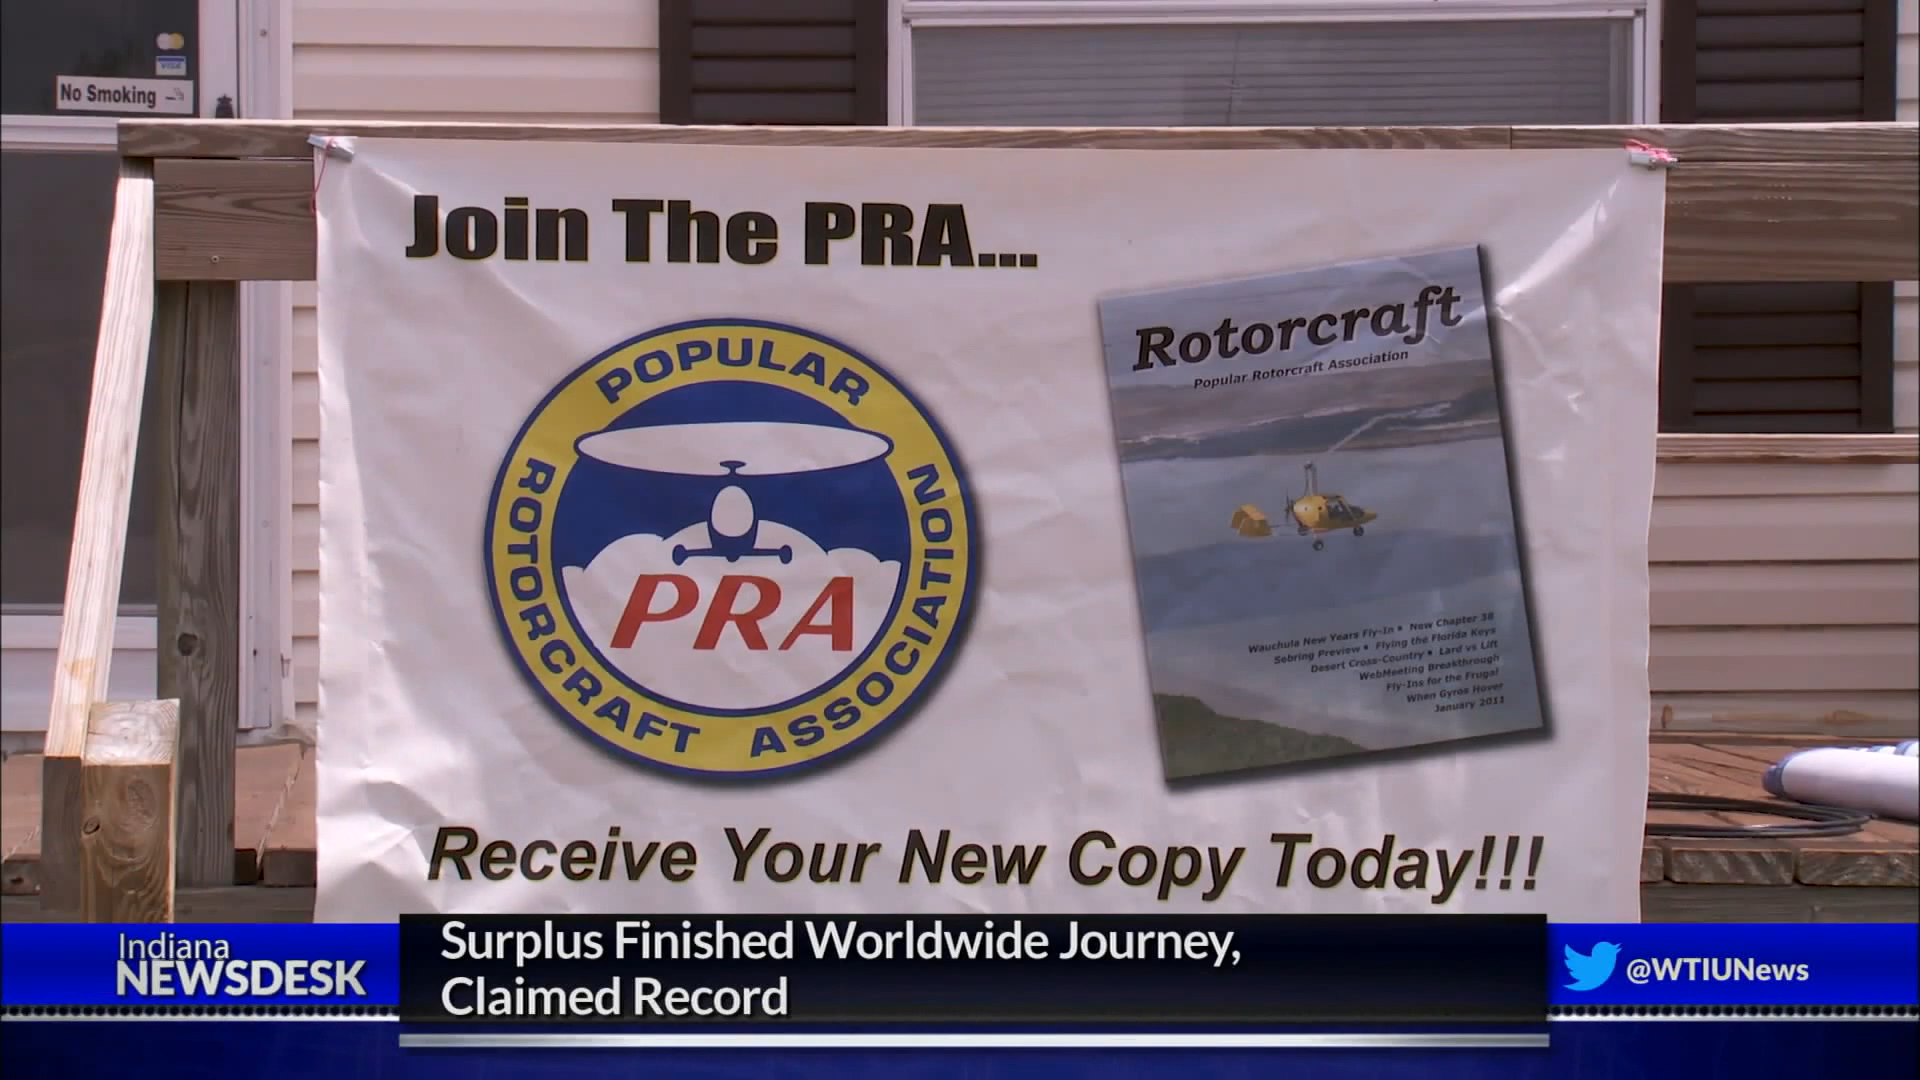 VISA
No Smoking
Join The PRA...
POPULAR
ROTORCRAFT ASSOCIATION
PRA
Rotorcraft
Popular Rotorcraft Association
Wauchula New Years Fly-In • New Chapter 38
Sebring Preview • Flying the Florida Keys
Desert Cross-Country • Lard vs Lift
WebMeeting Breakthrough
Fly-Ins for the Frugal
When Gyros Hover
January 2011
Receive Your New Copy Today!!!
Indiana
NEWSDESK
Surplus Finished Worldwide Journey,
Claimed Record
@WTIUNews